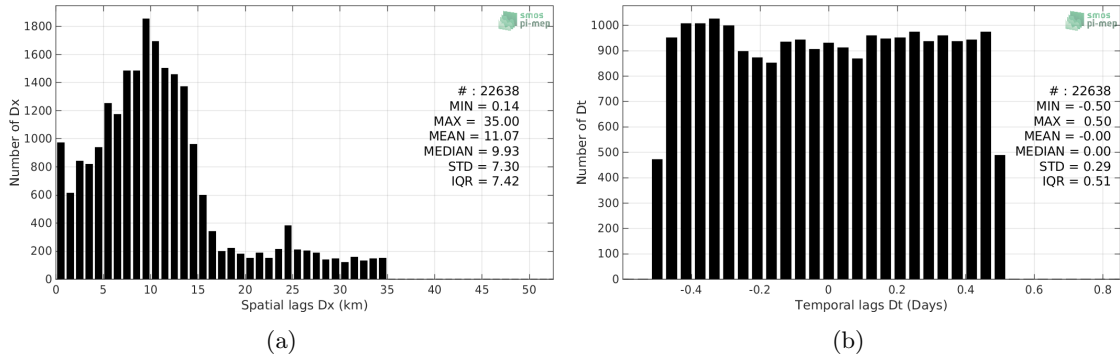 smos
pi-mep
1800
1600
1400
1200
1000
800
600
400
200
0
Number of Dx
# : 22638
MIN = 0.14
MAX = 35.00
MEAN = 11.07
MEDIAN = 9.93
STD = 7.30
IQR = 7.42
0 5 10 15 20 25 30 35 40 45 50
Spatial lags Dx (km)
(a)
smos
pi-mep
1000
900
800
700
600
500
400
300
200
100
0
Number of Dt
# : 22638
MIN = -0.50
MAX = 0.50
MEAN = -0.00
MEDIAN = 0.00
STD = 0.29
IQR = 0.51
-0.4 -0.2 0 0.2 0.4 0.6 0.8
Temporal lags Dt (Days)
(b)